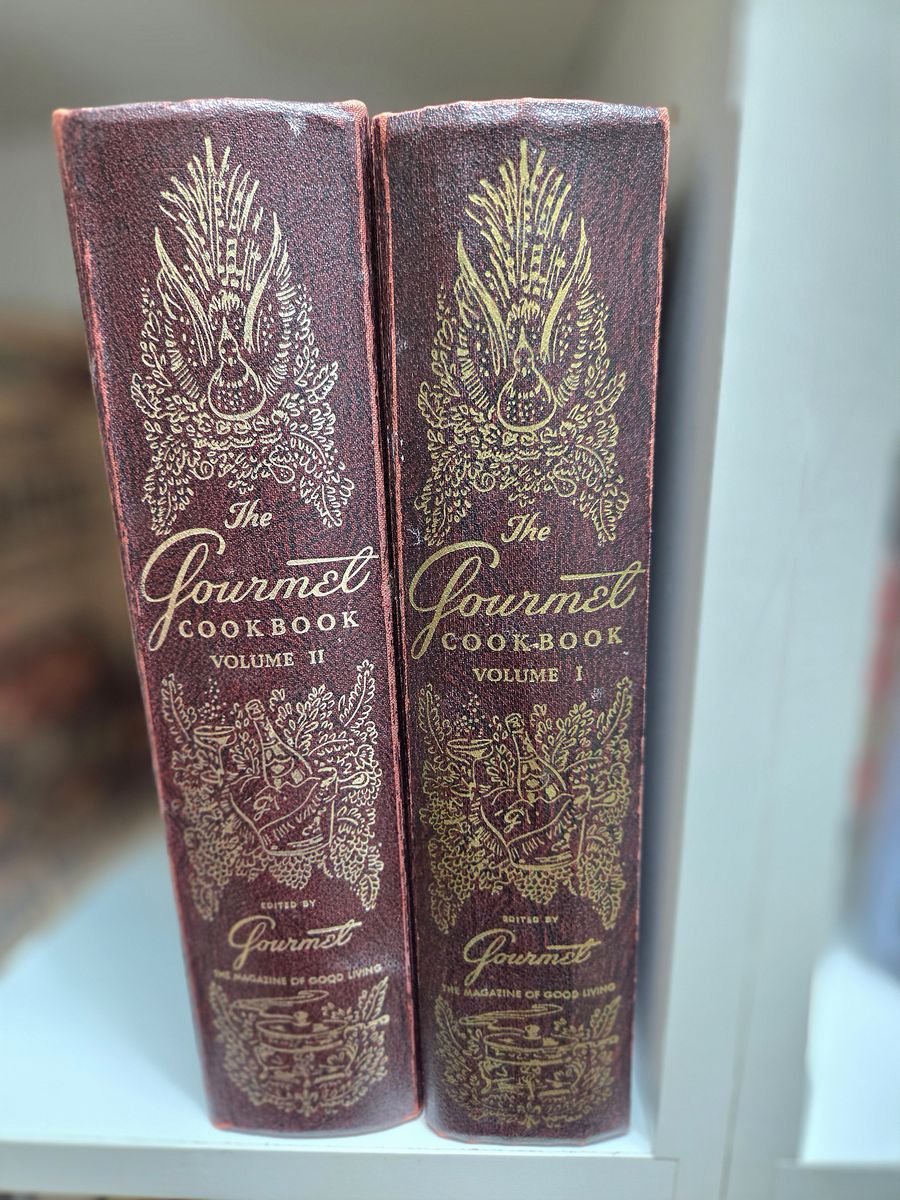 The
Gourmet
COOKBOOK
VOLUME II
G
EDITED BY
Gourmet
THE MAGAZINE OF GOOD LIVING
The
Gourmet
COOKBOOK
VOLUME I
G
EDITED BY
Gourmet
THE MAGAZINE OF GOOD LIVING